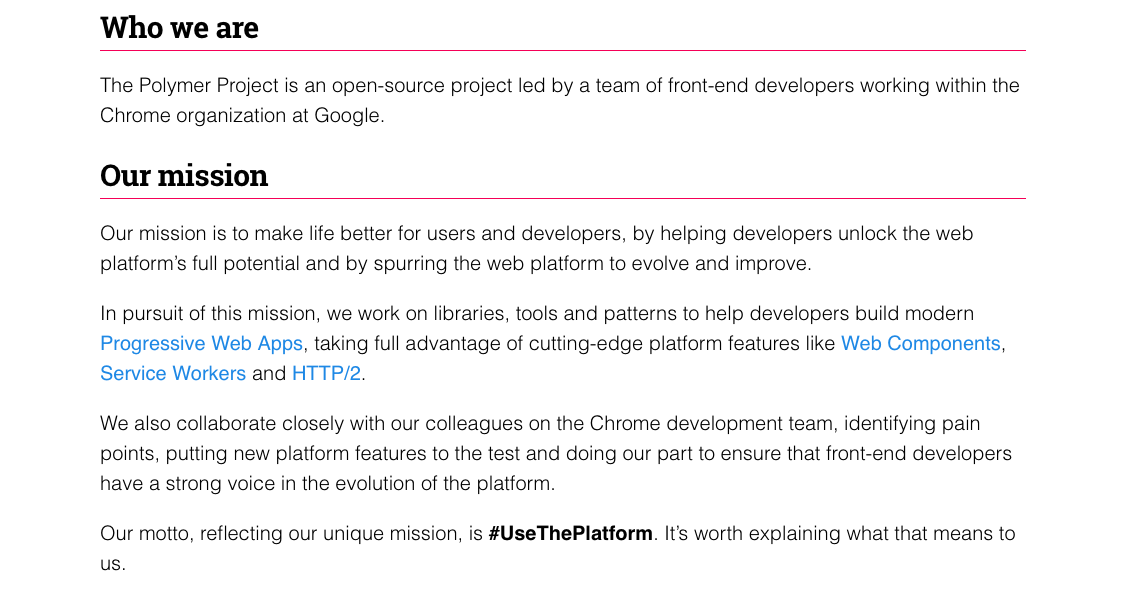 Who we are
The Polymer Project is an open-source project led by a team of front-end developers working within the
Chrome organization at Google.
Our mission
Our mission is to make life better for users and developers, by helping developers unlock the web
platform’s full potential and by spurring the web platform to evolve and improve.
In pursuit of this mission, we work on libraries, tools and patterns to help developers build modern
Progressive Web Apps, taking full advantage of cutting-edge platform features like Web Components,
Service Workers and HTTP/2.
We also collaborate closely with our colleagues on the Chrome development team, identifying pain
points, putting new platform features to the test and doing our part to ensure that front-end developers
have a strong voice in the evolution of the platform.
Our motto, reflecting our unique mission, is #UseThePlatform. It’s worth explaining what that means to
us.